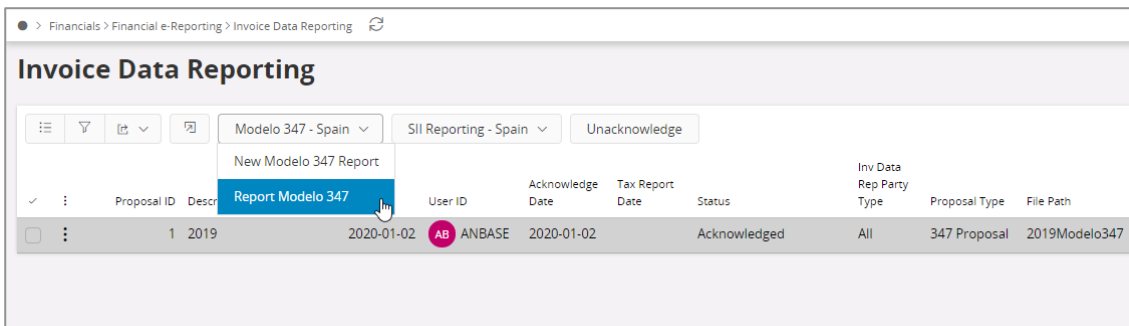 Financials > Financial e-Reporting > Invoice Data Reporting
Invoice Data Reporting
Modelo 347 - Spain
SII Reporting - Spain
Unacknowledge
New Modelo 347 Report
Report Modelo 347
Proposal ID
Descr
User ID
Acknowledge
Date
Tax Report
Date
Status
Inv Data
Rep Party
Type
Proposal Type
File Path
1 2019 2020-01-02 AB ANBASE 2020-01-02 Acknowledged All 347 Proposal 2019Modelo347